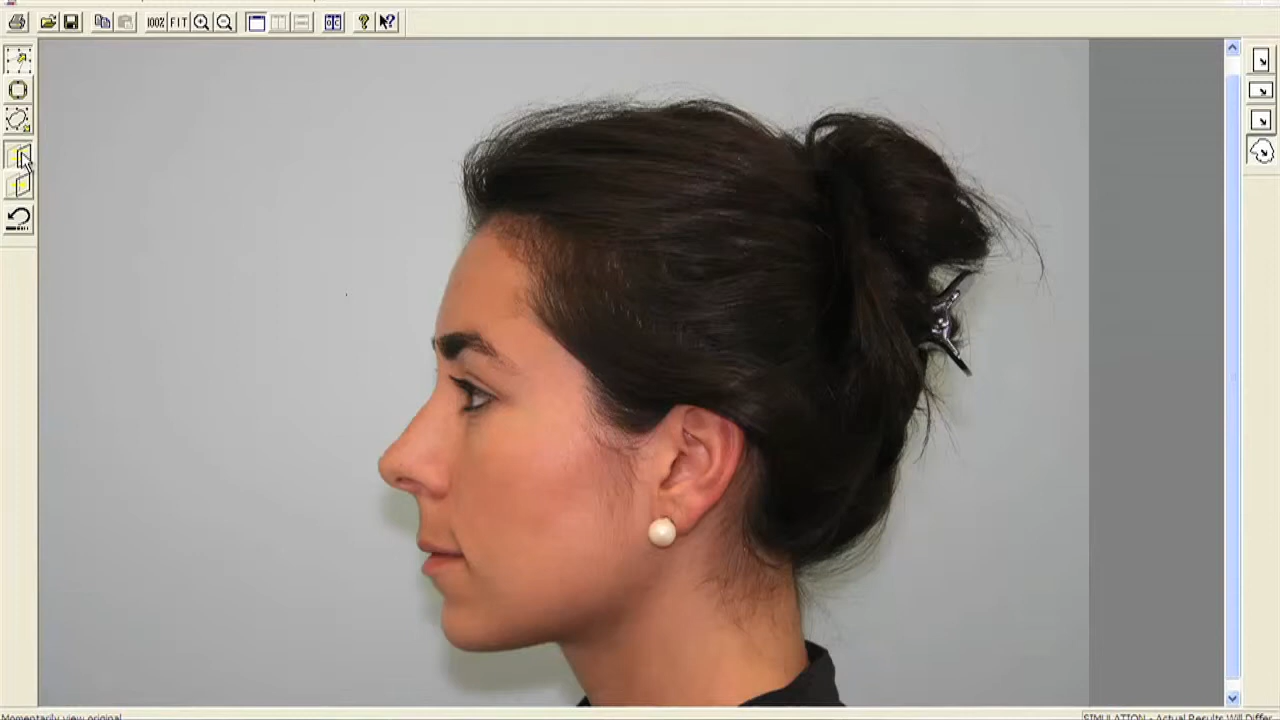 100% FIT
Momentarily view original
SIMULATION - Actual Results Will Differ